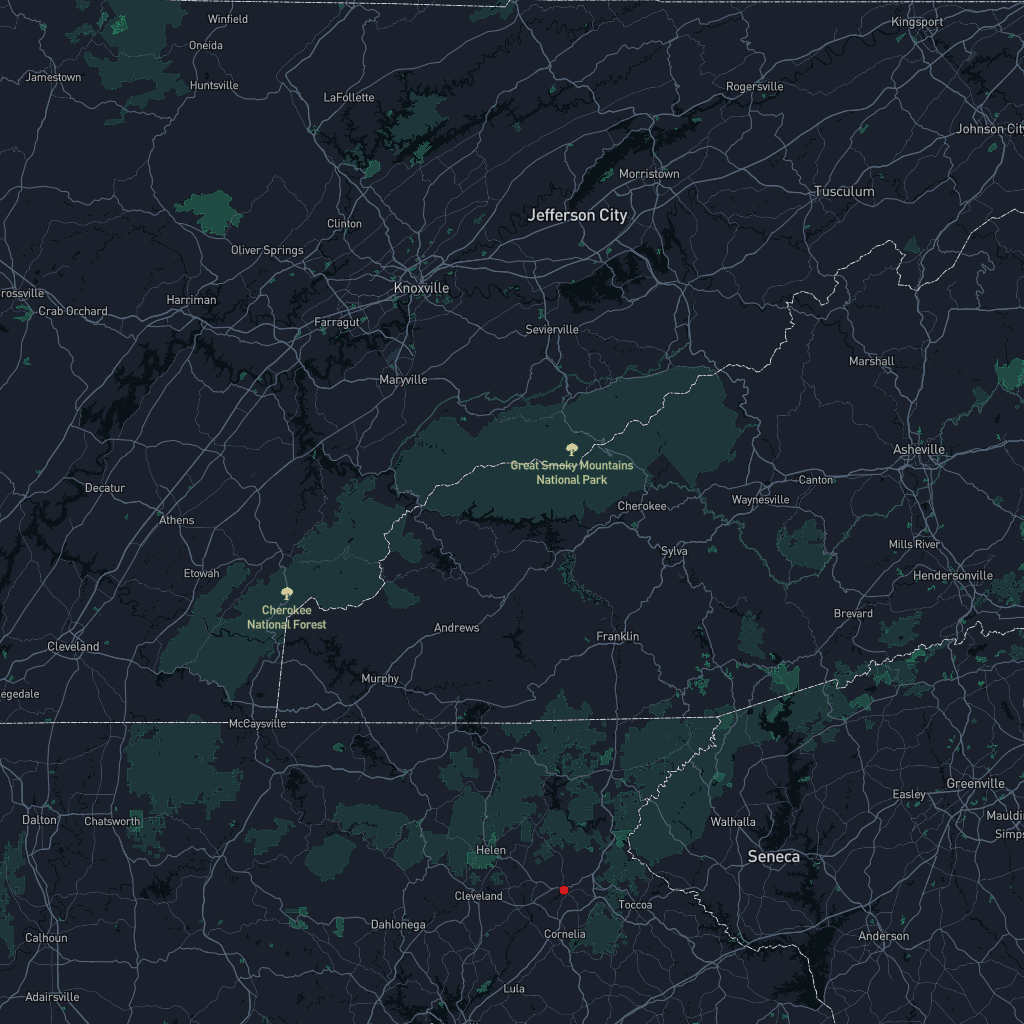 Winfield
Kingsport
Oneida
Jamestown
Huntsville
Rogersville
LaFollette
Johnson City
Morristown
Tusculum
Jefferson City
Clinton
Oliver Springs
Knoxville
rossville
Harriman
Crab Orchard
Farragut
Sevierville
Marshall
Maryville
Asheville
Great Smoky Mountains
National Park
Canton
Decatur
Waynesville
Cherokee
Athens
Mills River
Sylva
Etowah
Hendersonville
Cherokee
National Forest
Brevard
Andrews
Franklin
Cleveland
Murphy
legedale
McCaysville
Greenville
Easley
Dalton
Chatsworth
Walhalla
Mauldin
Simps
Helen
Seneca
Cleveland
Toccoa
Dahlonega
Cornelia
Calhoun
Anderson
Lula
Adairsville